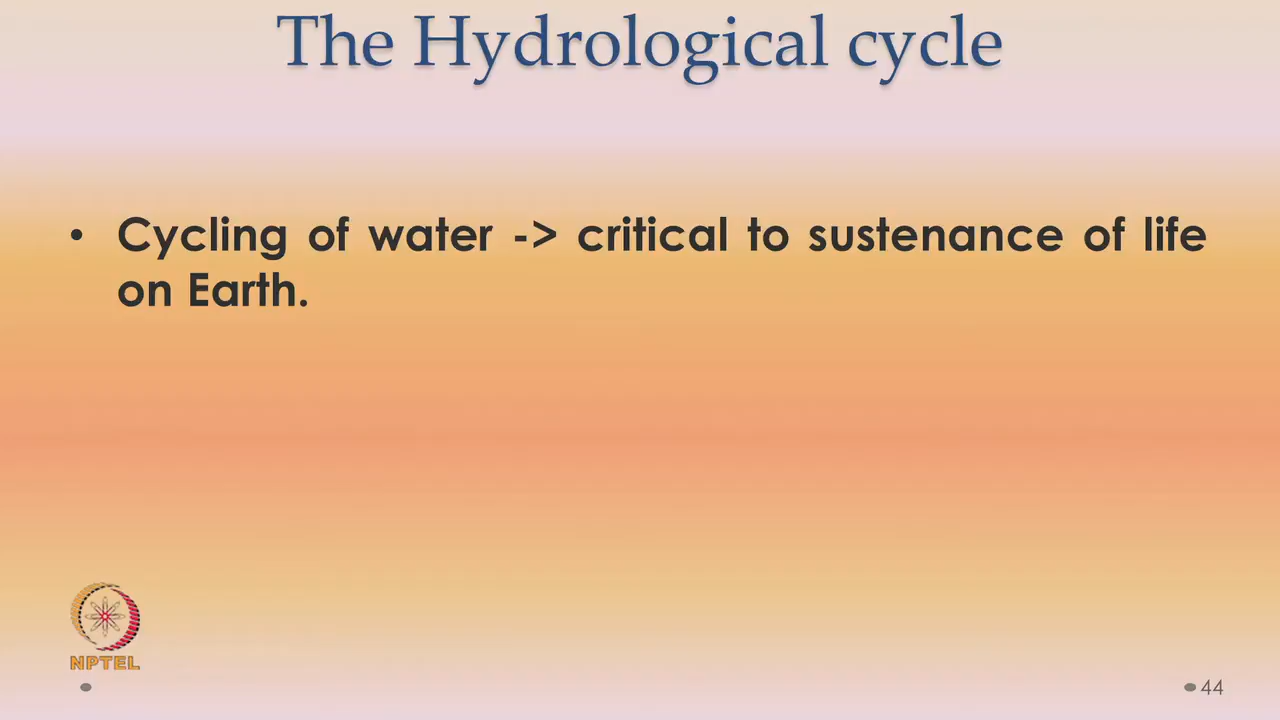 The Hydrological cycle
• Cycling of water -> critical to sustenance of life
on Earth.
NPTEL
44